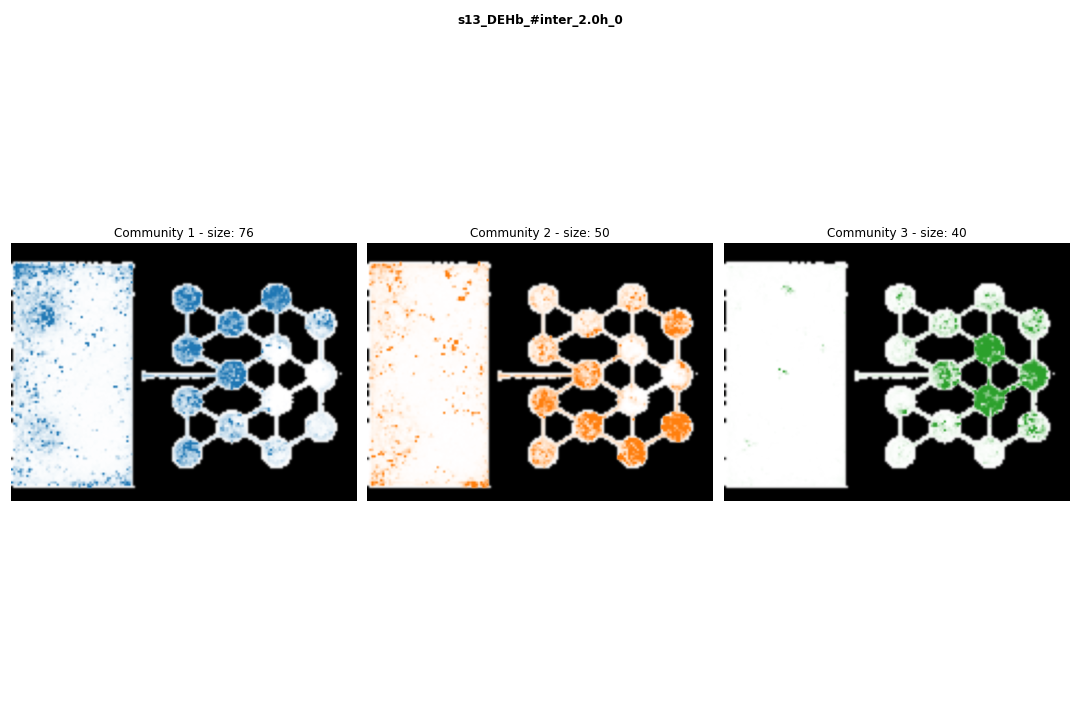 s13_DEHb_#inter_2.0h_0
Community 1 - size: 76
Community 2 - size: 50
Community 3 - size: 40